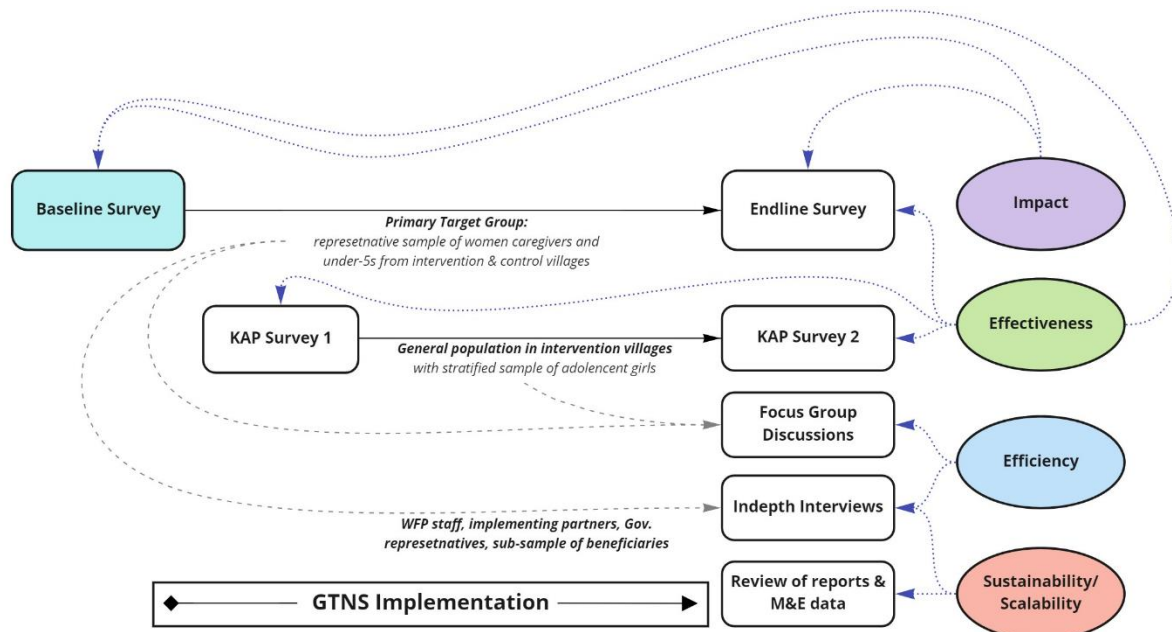 Baseline Survey
Endline Survey
Impact
Primary Target Group:
represetnative sample of women caregivers and
under-5s from intervention & control villages
KAP Survey 1
KAP Survey 2
Effectiveness
General population in intervention villages
with stratified sample of adolencent girls
Focus Group
Discussions
Efficiency
Indepth Interviews
WFP staff, implementing partners, Gov.
represetnatives, sub-sample of beneficiaries
GTNS Implementation
Review of reports &
M&E data
Sustainability/
Scalability